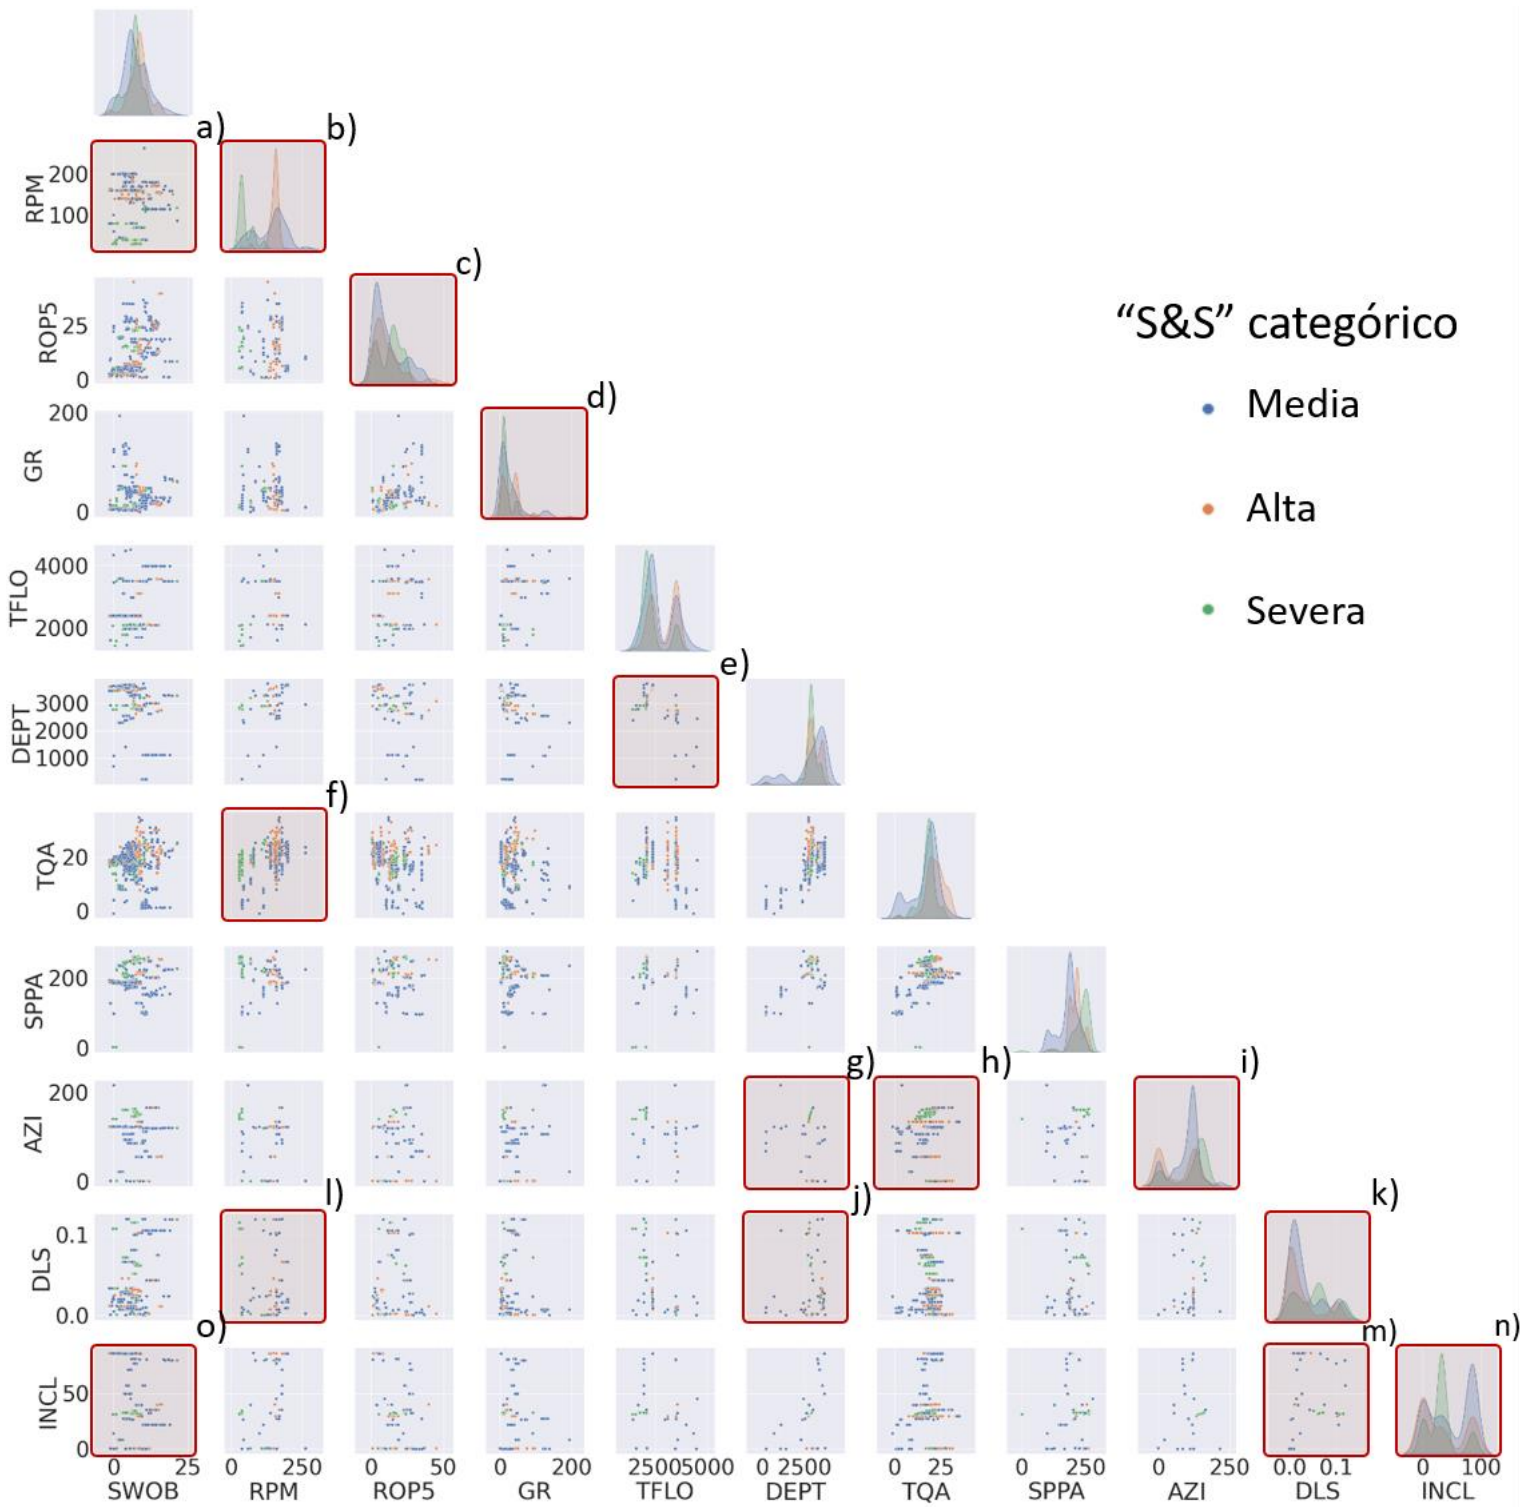 a)
b)
RPM
200
100
c)
ROP5
25
0
“S&S” categórico
Media
Alta
Severa
d)
GR
200
0
TFLO
4000
2000
e)
DEPT
3000
2000
1000
f)
TQA
20
0
SPPA
200
0
g)
h)
i)
AZI
200
0
l)
j)
k)
DLS
0.1
0.0
o)
m)
n)
INCL
50
0
0 25 0 250 0 50 0 200 2500 5000 0 2500 0 25 0 250 0 250 0.0 0.1 0 100
SWOB RPM ROP5 GR TFLO DEPT TQA SPPA AZI DLS INCL